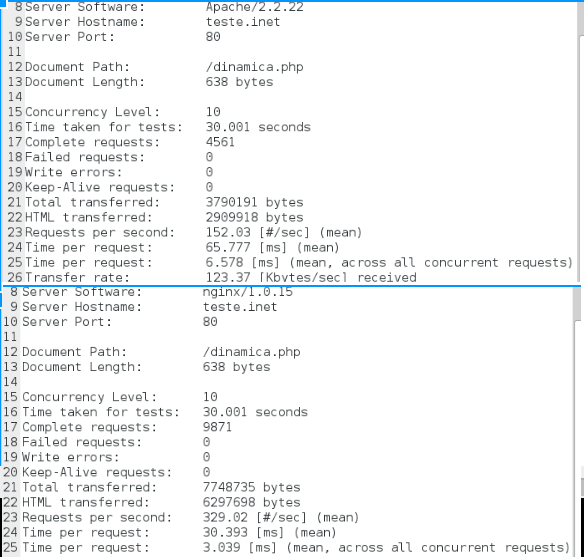 8 Server Software: Apache/2.2.22
9 Server Hostname: teste.inet
10 Server Port: 80
11
12 Document Path: /dinamica.php
13 Document Length: 638 bytes
14
15 Concurrency Level: 10
16 Time taken for tests: 30.001 seconds
17 Complete requests: 4561
18 Failed requests: 0
19 Write errors: 0
20 Keep-Alive requests: 0
21 Total transferred: 3790191 bytes
22 HTML transferred: 2909918 bytes
23 Requests per second: 152.03 [#/sec] (mean)
24 Time per request: 65.777 [ms] (mean)
25 Time per request: 6.578 [ms] (mean, across all concurrent requests)
26 Transfer rate: 123.37 [Kbytes/sec] received
8 Server Software: nginx/1.0.15
9 Server Hostname: teste.inet
10 Server Port: 80
11
12 Document Path: /dinamica.php
13 Document Length: 638 bytes
14
15 Concurrency Level: 10
16 Time taken for tests: 30.001 seconds
17 Complete requests: 9871
18 Failed requests: 0
19 Write errors: 0
20 Keep-Alive requests: 0
21 Total transferred: 7748735 bytes
22 HTML transferred: 6297698 bytes
23 Requests per second: 329.02 [#/sec] (mean)
24 Time per request: 30.393 [ms] (mean)
25 Time per request: 3.039 [ms] (mean, across all concurrent requests)